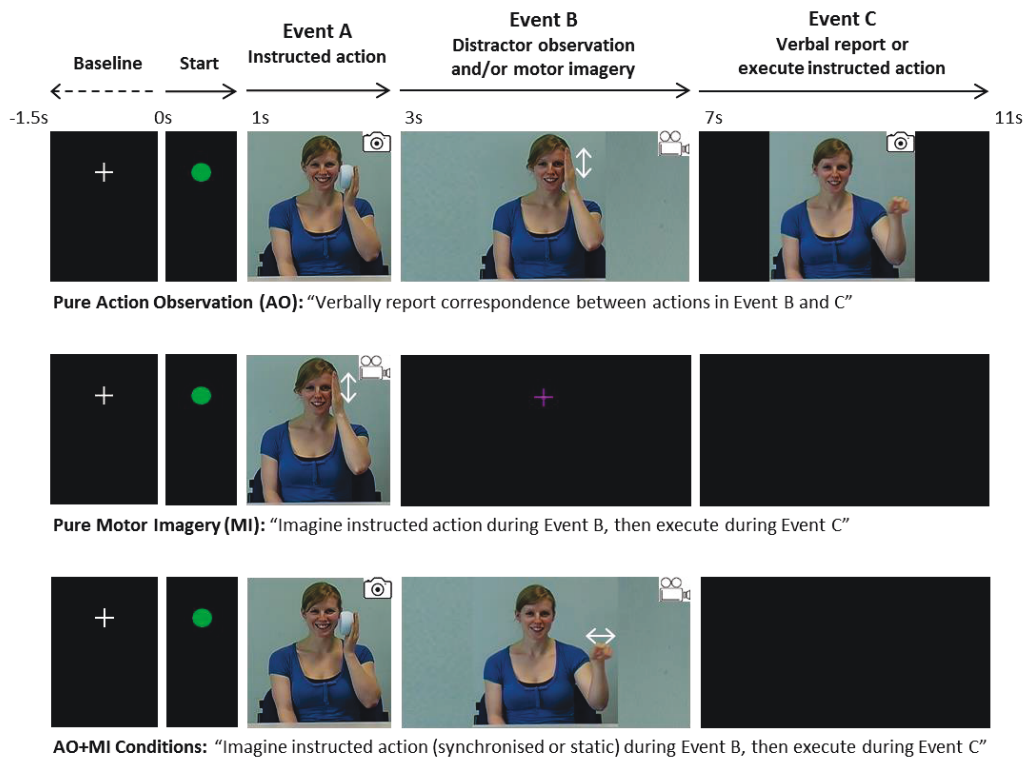 Event A
Instructed action
Event B
Distractor observation
and/or motor imagery
Event C
Verbal report or
execute instructed action
Baseline
Start
-1.5s 0s 1s 3s 7s 11s
Pure Action Observation (AO): “Verbally report correspondence between actions in Event B and C”
Pure Motor Imagery (MI): “Imagine instructed action during Event B, then execute during Event C”
AO+MI Conditions: “Imagine instructed action (synchronised or static) during Event B, then execute during Event C”